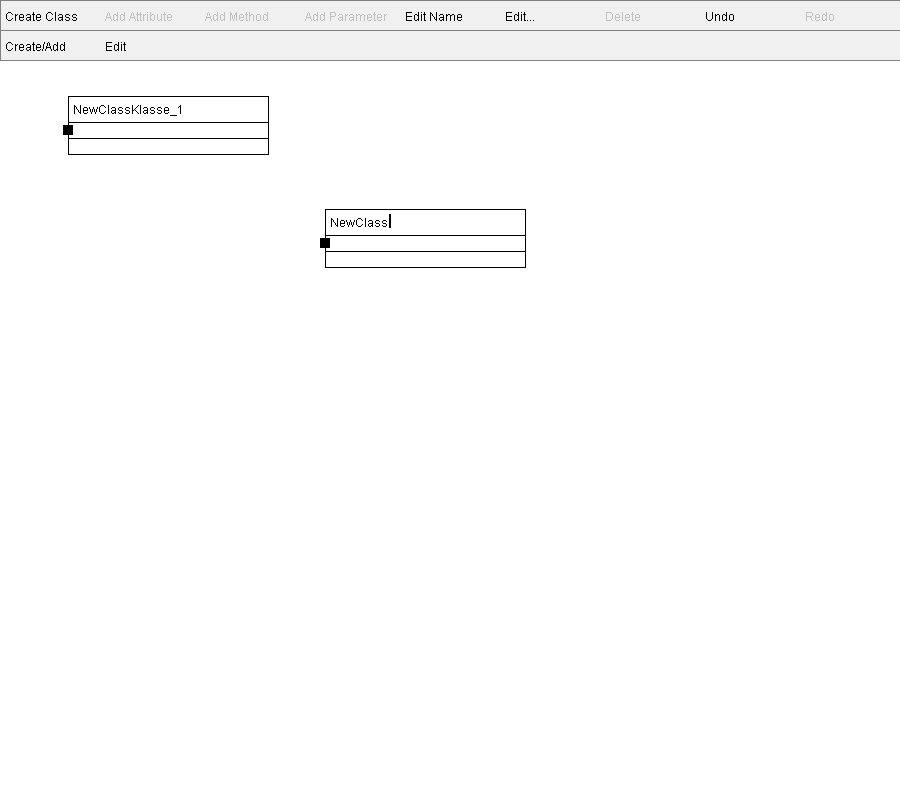 Create Class Add Attribute Add Method Add Parameter Edit Name Edit... Delete Undo Redo
Create/Add Edit
NewClassKlasse_1
NewClass